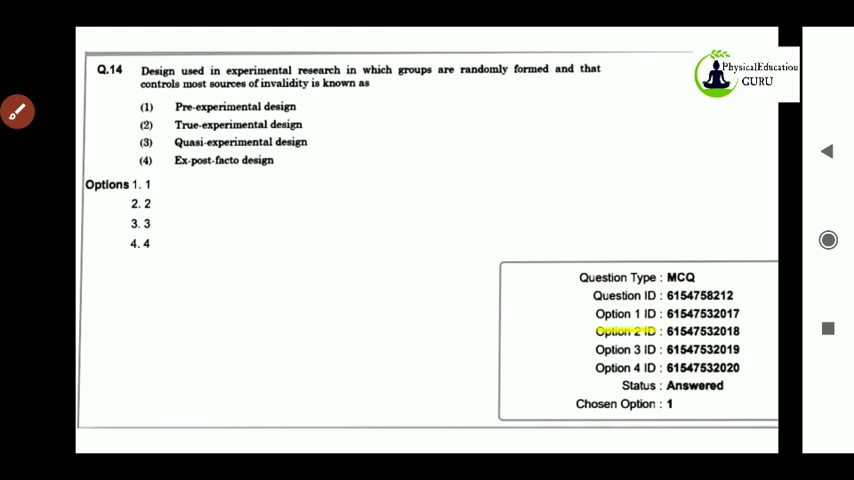 Q.14 Design used in experimental research in which groups are randomly formed and that
controls most sources of invalidity is known as
(1) Pre-experimental design
(2) True-experimental design
(3) Quasi-experimental design
(4) Ex-post-facto design
Options 1. 1
2. 2
3. 3
4. 4
PhysicalEducation
GURU
Question Type : MCQ
Question ID : 6154758212
Option 1 ID : 61547532017
Option 2 ID : 61547532018
Option 3 ID : 61547532019
Option 4 ID : 61547532020
Status : Answered
Chosen Option : 1